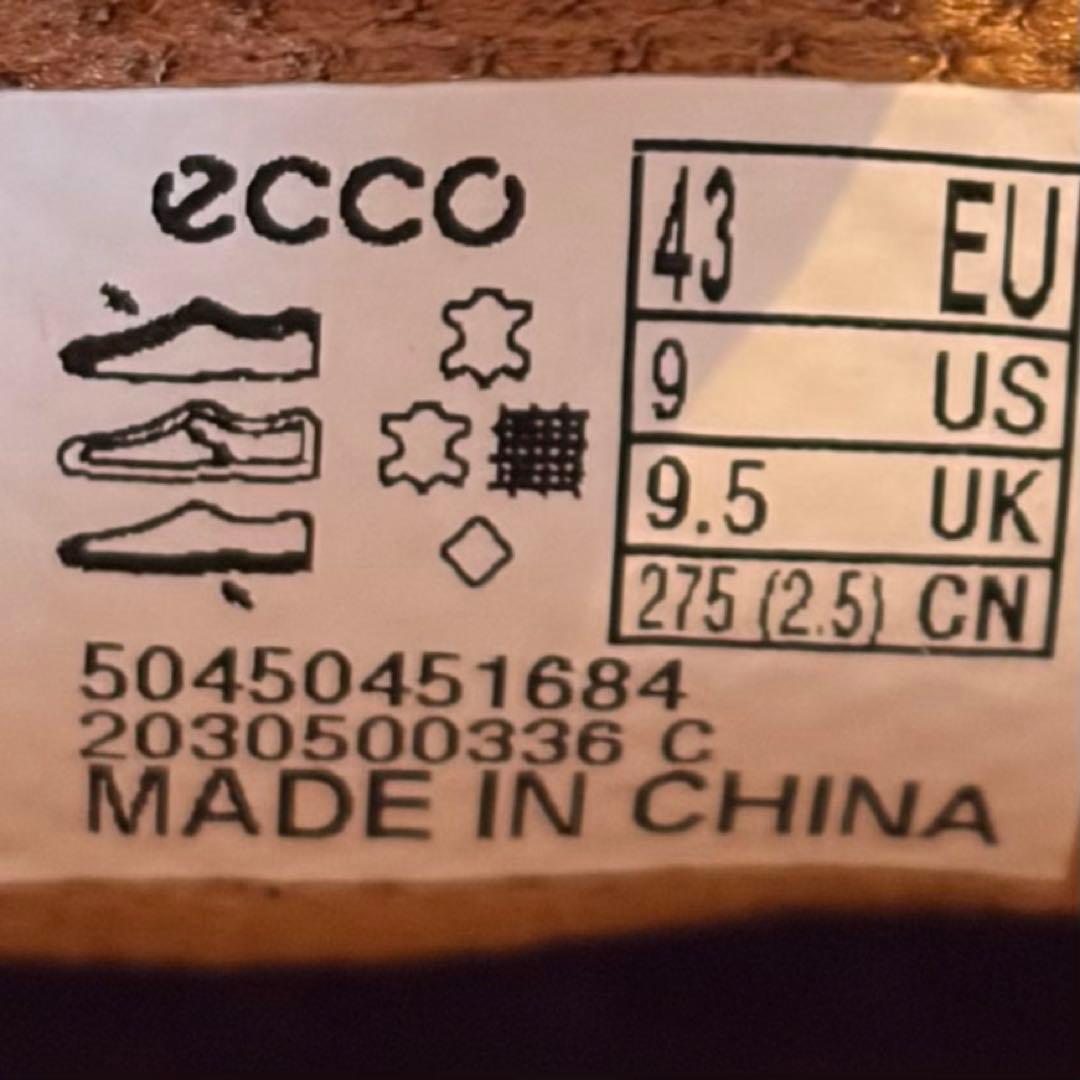 ecco
43 EU
9 US
9.5 UK
275 (2.5) CN
50450451684
2030500336 C
MADE IN CHINA